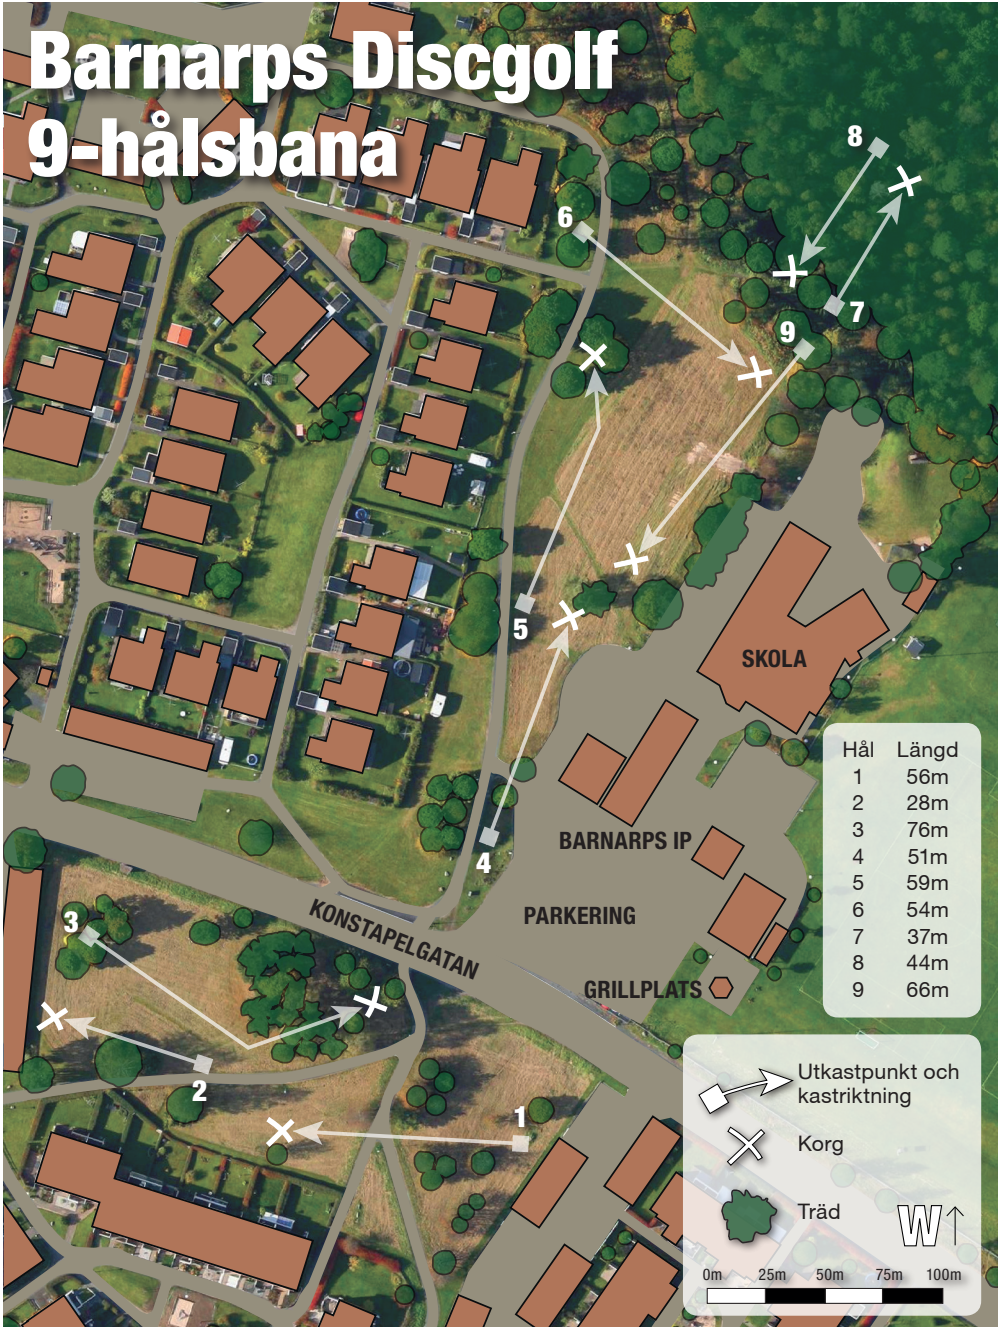 Barnarps Discgolf
9-hålsbana
8
6
7
9
5
SKOLA
Hål Längd
1 56m
2 28m
3 76m
4 51m
5 59m
6 54m
7 37m
8 44m
9 66m
BARNARPS IP
4
PARKERING
KONSTAPELGATAN
3
GRILLPLATS
2
1
Utkastpunkt och
kastriktning
Korg
Träd
W
0m 25m 50m 75m 100m